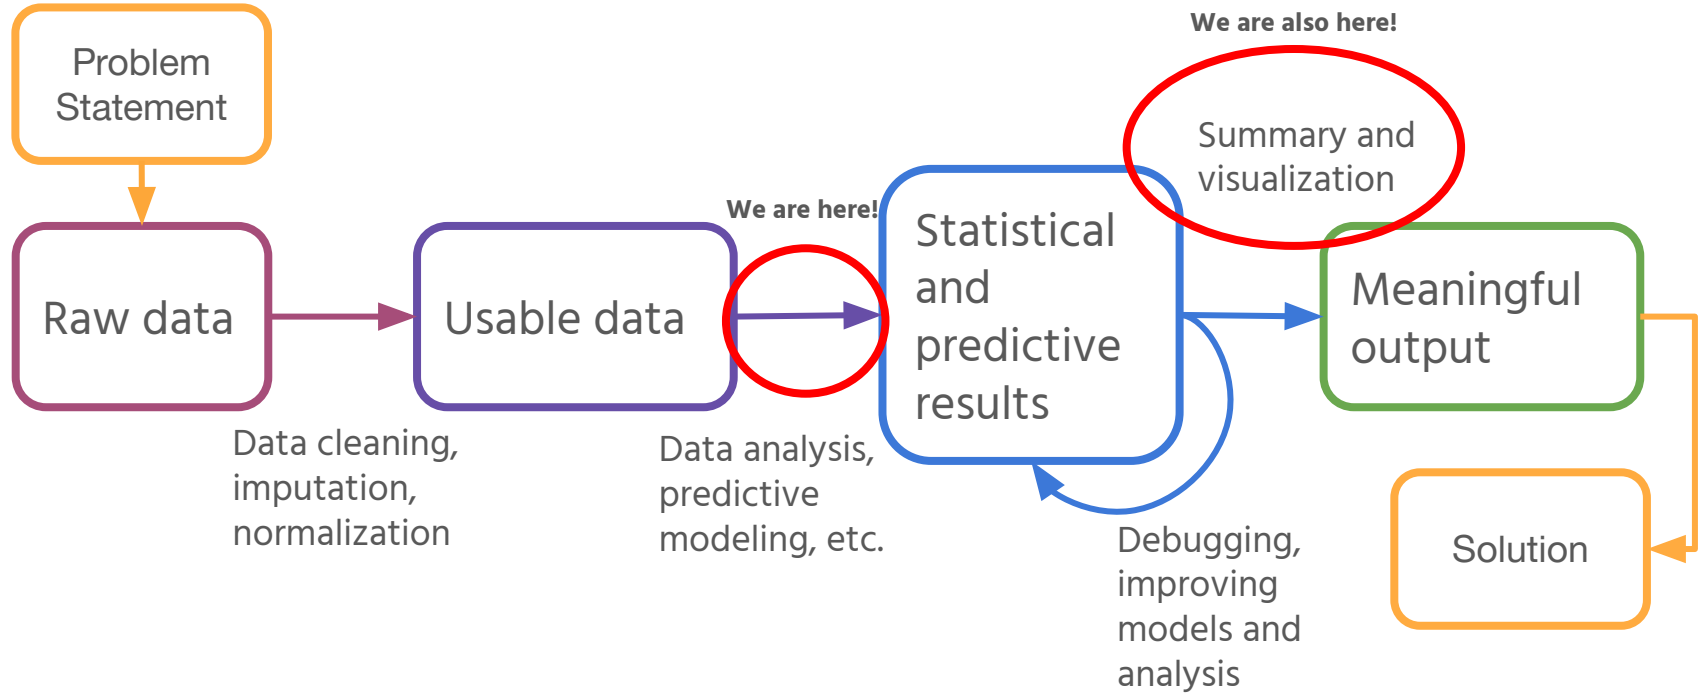 We are also here!
Problem
Statement
Summary and
visualization
We are here!
Raw data
Usable data
Statistical
and
predictive
results
Meaningful
output
Data cleaning,
imputation,
normalization
Data analysis,
predictive
modeling, etc.
Debugging,
improving
models and
analysis
Solution